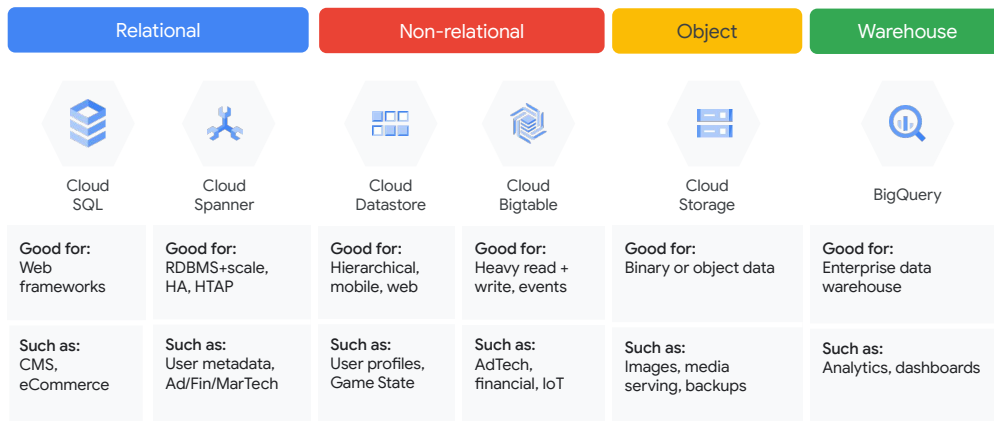 Relational
Non-relational
Object
Warehouse
Cloud
SQL
Cloud
Spanner
Cloud
Datastore
Cloud
Bigtable
Cloud
Storage
BigQuery
Good for:
Web
frameworks
Good for:
RDBMS+scale,
HA, HTAP
Good for:
Hierarchical,
mobile, web
Good for:
Heavy read +
write, events
Good for:
Binary or object data
Good for:
Enterprise data
warehouse
Such as:
CMS,
eCommerce
Such as:
User metadata,
Ad/Fin/MarTech
Such as:
User profiles,
Game State
Such as:
AdTech,
financial, IoT
Such as:
Images, media
serving, backups
Such as:
Analytics, dashboards